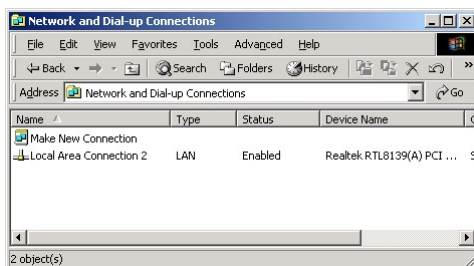 Network and Dial-up Connections
File Edit View Favorites Tools Advanced Help
Back Search Folders History »
Address Network and Dial-up Connections Go
Name Type Status Device Name
Make New Connection
Local Area Connection 2 LAN Enabled Realtek RTL8139(A) PCI ...
2 object(s)